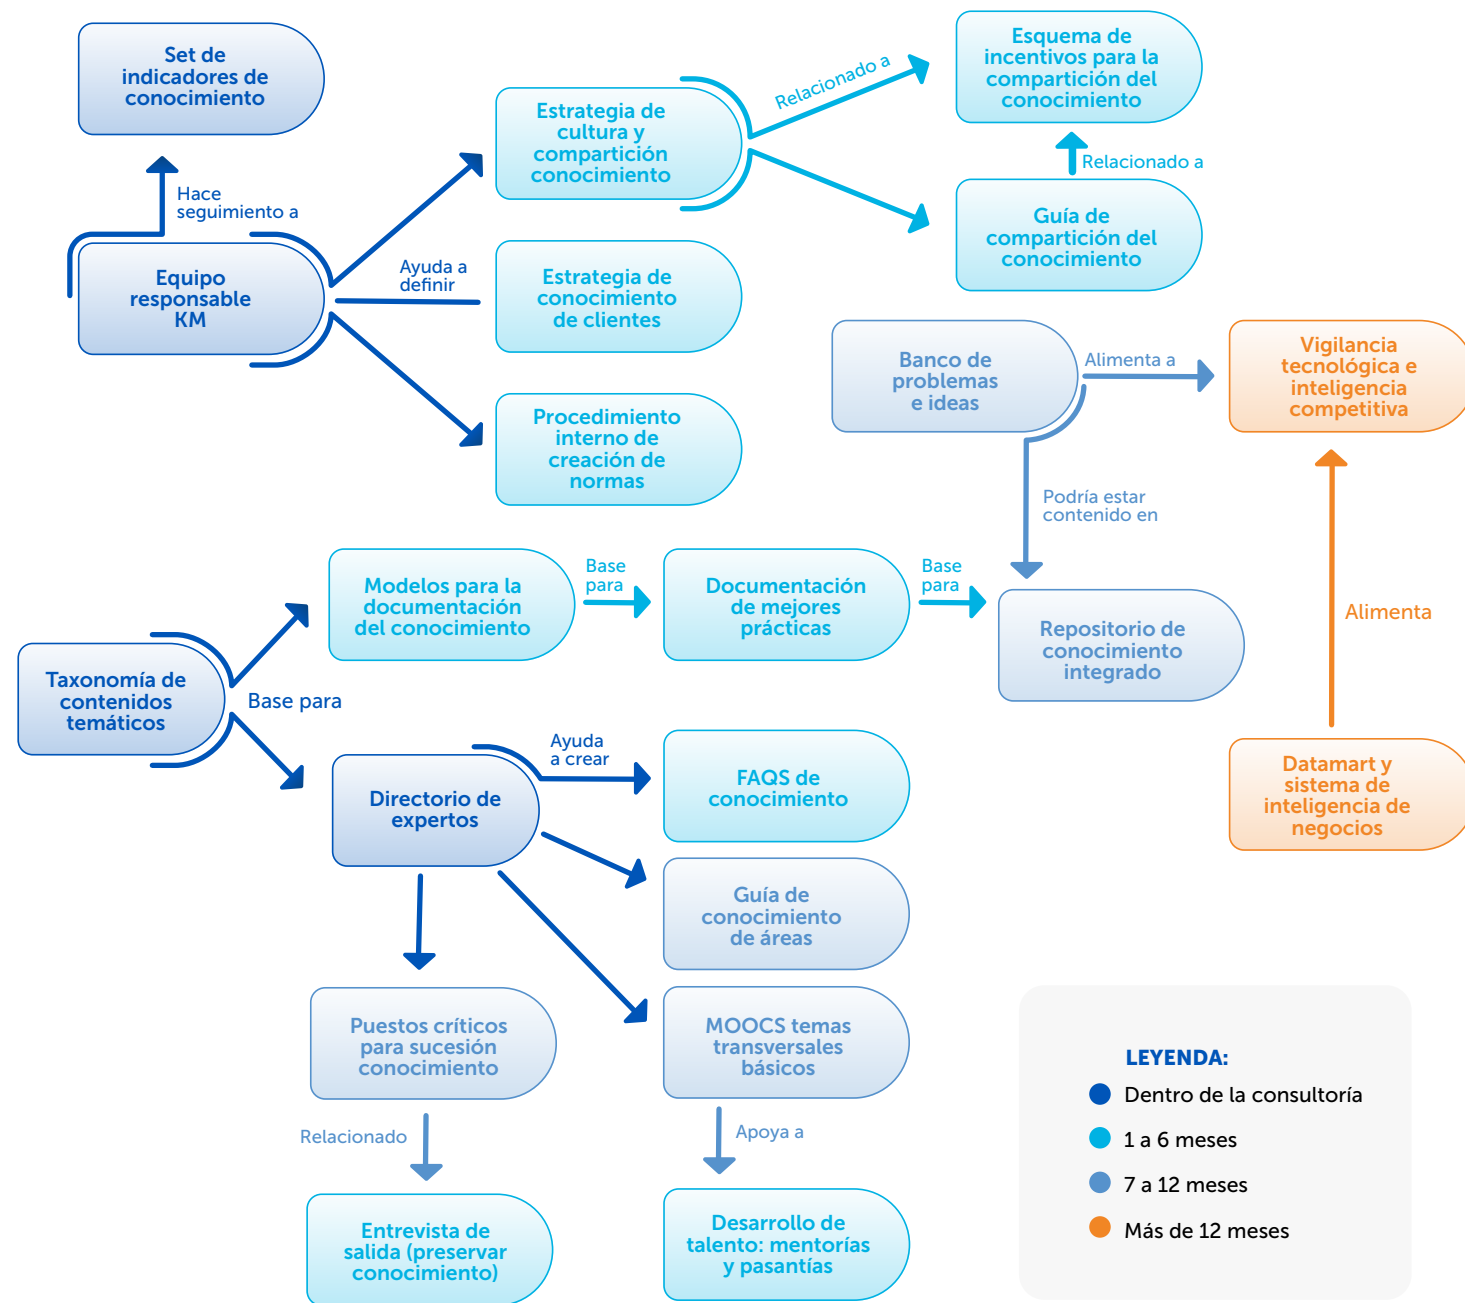 Set de
indicadores de
conocimiento
Hace
seguimiento a
Equipo
responsable
KM
Ayuda a
definir
Estrategia de
cultura y
compartición
conocimiento
Estrategia de
conocimiento
de clientes
Procedimiento
interno de
creación de
normas
Relacionado a
Esquema de
incentivos para la
compartición del
conocimiento
Relacionado a
Guía de
compartición del
conocimiento
Banco de
problemas
e ideas
Alimenta a
Vigilancia
tecnológica e
inteligencia
competitiva
Podría estar
contenido en
Alimenta
Datamart y
sistema de
inteligencia de
negocios
Taxonomía de
contenidos
temáticos
Base para
Modelos para la
documentación
del conocimiento
Base
para
Documentación
de mejores
prácticas
Base
para
Repositorio de
conocimiento
integrado
Directorio de
expertos
Ayuda
a crear
FAQS de
conocimiento
Guía de
conocimiento
de áreas
Puestos críticos
para sucesión
conocimiento
MOOCS temas
transversales
básicos
Relacionado
Apoya a
Entrevista de
salida (preservar
conocimiento)
Desarrollo de
talento: mentorías
y pasantías
LEYENDA:
Dentro de la consultoría
1 a 6 meses
7 a 12 meses
Más de 12 meses